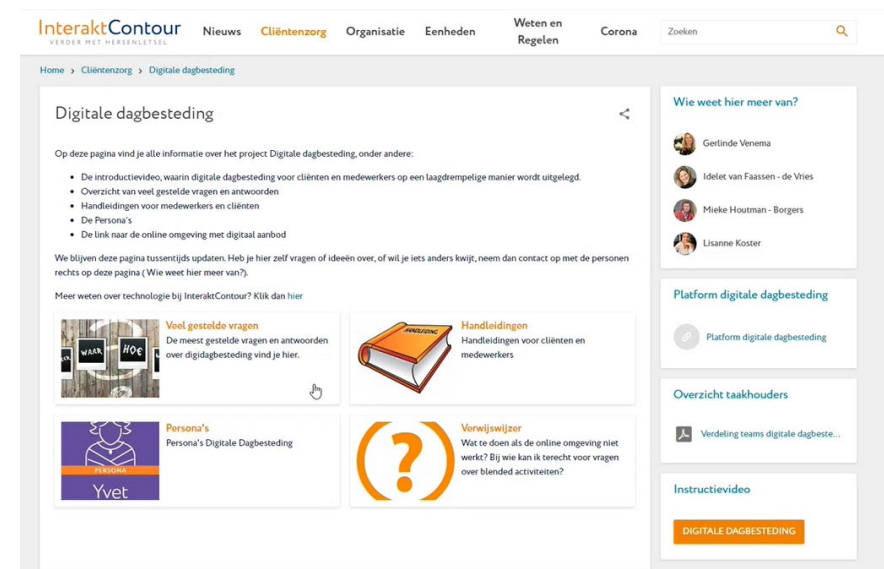 InteraktContour
VERDER MET HERSENLETSEL
Nieuws
Cliëntenzorg
Organisatie
Eenheden
Weten en
Regelen
Corona
Zoeken
Home > Cliëntenzorg > Digitale dagbesteding
Digitale dagbesteding
Op deze pagina vind je alle informatie over het project Digitale dagbesteding, onder andere:
• De introductievideo, waarin digitale dagbesteding voor cliënten en medewerkers op een laagdrempelige manier wordt uitgelegd.
• Overzicht van veel gestelde vragen en antwoorden
• Handleidingen voor medewerkers en cliënten
• De Persona's
• De link naar de online omgeving met digitaal aanbod
We blijven deze pagina tussentijds updaten. Heb je hier zelf vragen of ideeën over, of wil je iets anders kwijt, neem dan contact op met de personen
rechts op deze pagina ( Wie weet hier meer van?).
Meer weten over technologie bij InteraktContour? Klik dan hier
WAAR
HOE
Veel gestelde vragen
De meest gestelde vragen en antwoorden
over digidagbesteding vind je hier.
HANDLEIDING
Handleidingen
Handleidingen voor cliënten en
medewerkers
PERSONA
Yvet
Persona's
Persona's Digitale Dagbesteding
?
Verwijswijzer
Wat te doen als de online omgeving niet
werkt? Bij wie kan ik terecht voor vragen
over blended activiteiten?
Wie weet hier meer van?
Gerlinde Venema
Idelet van Faassen - de Vries
Mieke Houtman - Borgers
Lisanne Koster
Platform digitale dagbesteding
Platform digitale dagbesteding
Overzicht taakhouders
Verdeling teams digitale dagbeste...
Instructievideo
DIGITALE DAGBESTEDING